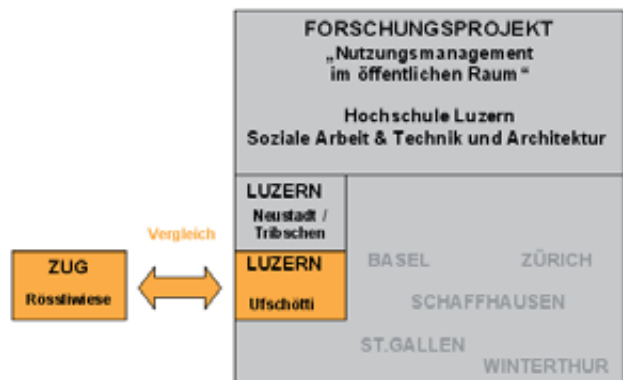 FORSCHUNGSPROJEKT
„Nutzungsmanagement
im öffentlichen Raum“
Hochschule Luzern
Soziale Arbeit & Technik und Architektur
LUZERN
Neustadt /
Tribschen
Vergleich
ZUG
Rössliwiese
LUZERN
Ufschötti
BASEL
ZÜRICH
SCHAFFHAUSEN
ST.GALLEN
WINTERTHUR